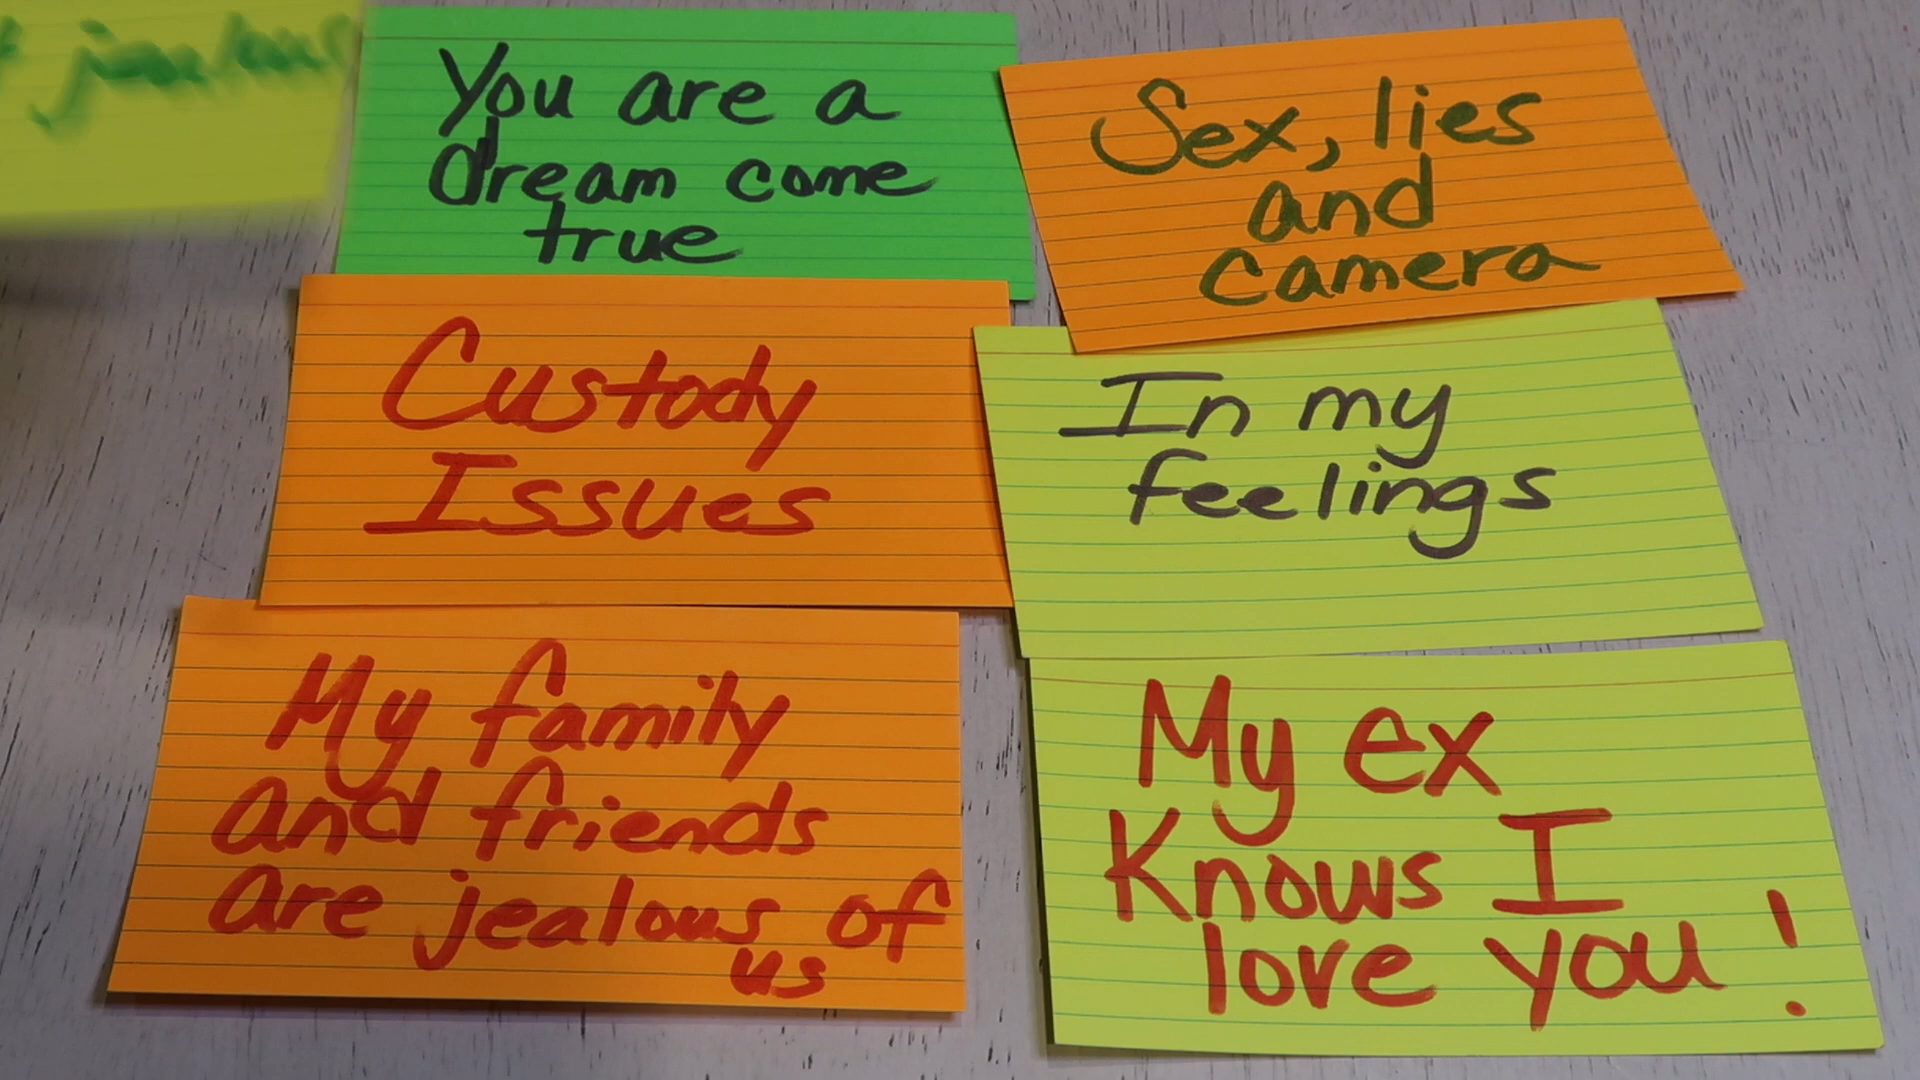 jealous
You are a
dream come
true
Sex, lies
and
camera
Custody
Issues
In my
feelings
My family
and friends
are jealous of
us
My ex
Knows I
love you!